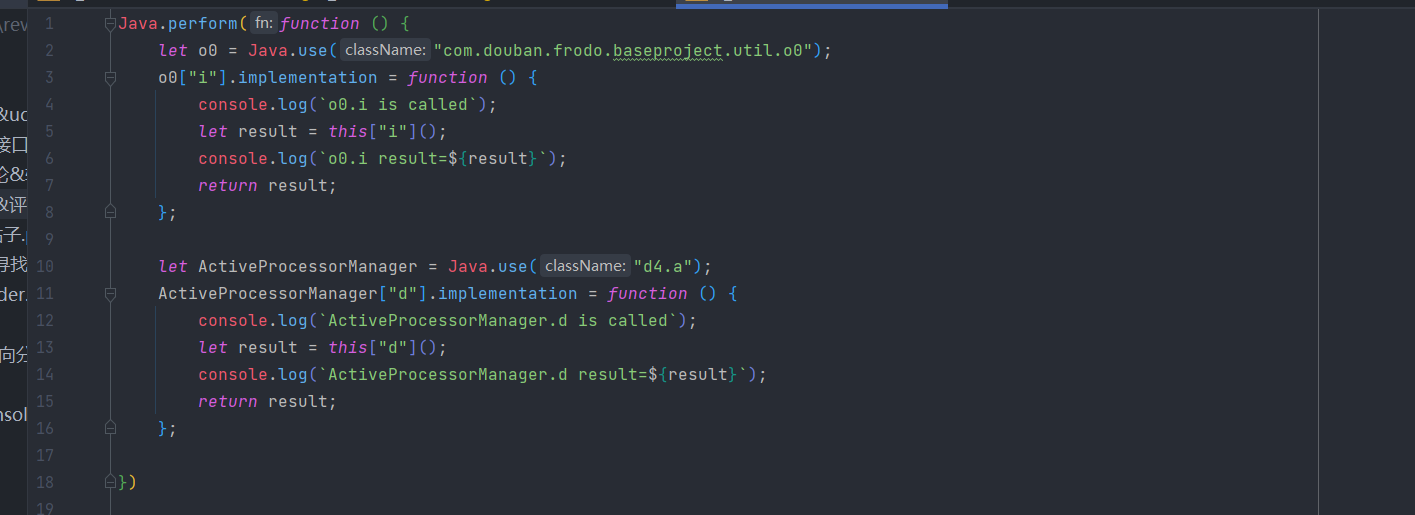 \rev
&uc
接口
论&
&评
子.
寻找
der.
向分
nsol
1 Java.perform( fn: function () {
2 let o0 = Java.use( className: "com.douban.frodo.baseproject.util.o0");
3 o0["i"].implementation = function () {
4 console.log(`o0.i is called`);
5 let result = this["i"]();
6 console.log(`o0.i result=${result}`);
7 return result;
8 };
9
10 let ActiveProcessorManager = Java.use( className: "d4.a");
11 ActiveProcessorManager["d"].implementation = function () {
12 console.log(`ActiveProcessorManager.d is called`);
13 let result = this["d"]();
14 console.log(`ActiveProcessorManager.d result=${result}`);
15 return result;
16 };
17
18 })
19